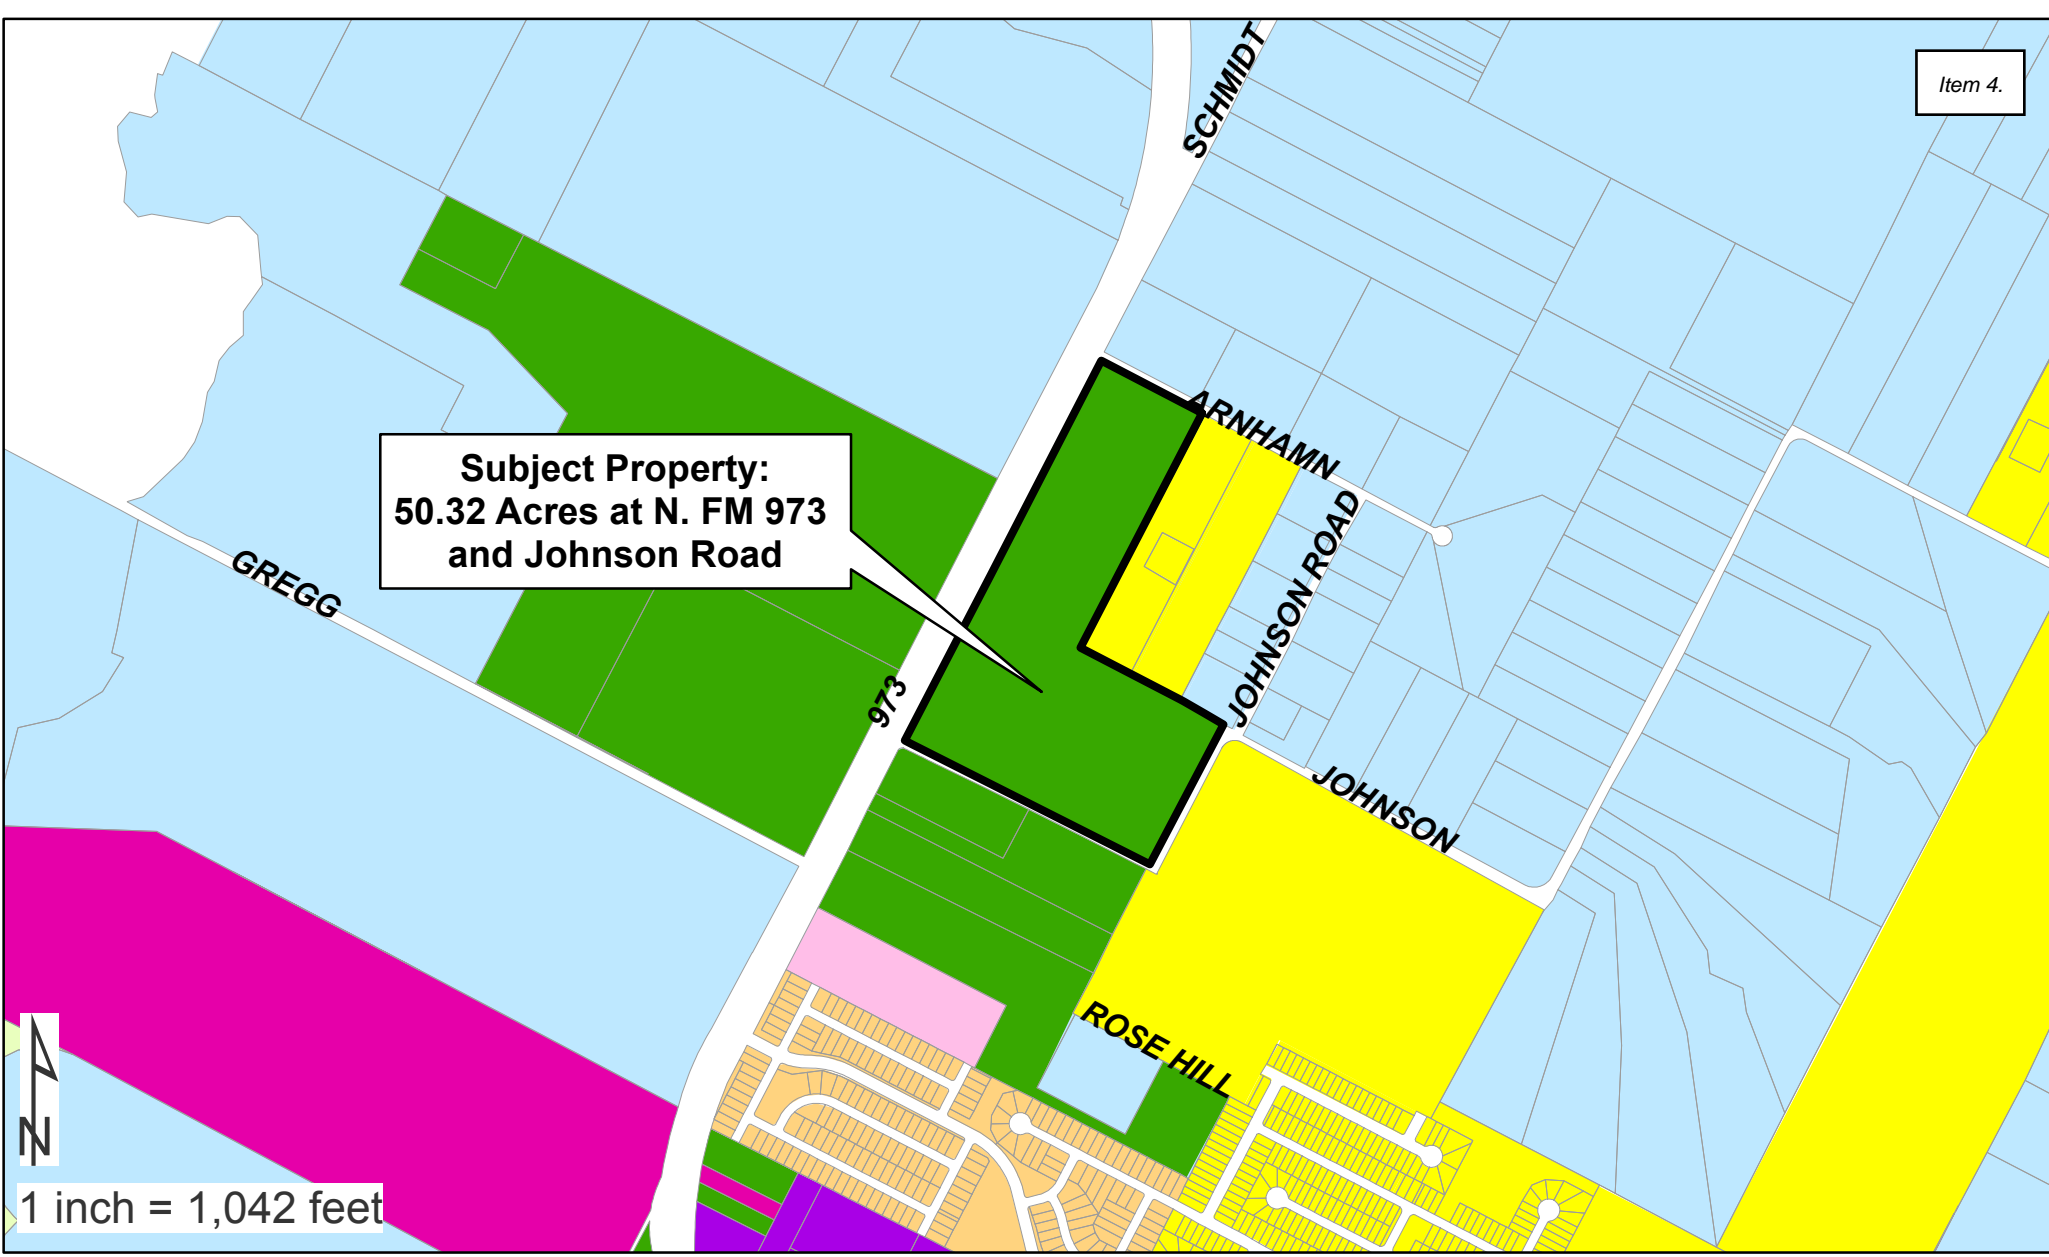 SCHMIDT
Item 4.
ARNHAMN
Subject Property:
50.32 Acres at N. FM 973
and Johnson Road
JOHNSON ROAD
GREGG
973
JOHNSON
ROSE HILL
N
1 inch = 1,042 feet